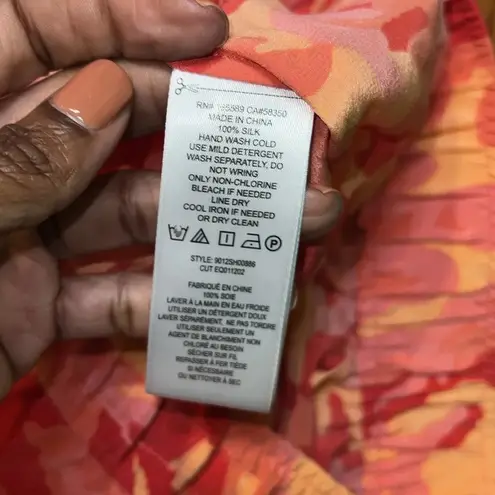 RN# CA#58350
MADE IN CHINA
100% SILK
HAND WASH COLD
USE MILD DETERGENT
WASH SEPARATELY, DO
NOT WRING
ONLY NON-CHLORINE
BLEACH IF NEEDED
LINE DRY
COOL IRON IF NEEDED
OR DRY CLEAN
STYLE: 9012SH00886
CUT EQ011202
FABRIQUÉ EN CHINE
100% SOIE
LAVER À LA MAIN EN EAU FROIDE
UTILISER UN DÉTERGENT DOUX
LAVER SÉPARÉMENT, NE PAS TORDRE
UTILISER SEULEMENT UN
AGENT DE BLANCHIMENT NON
CHLORÉ AU BESOIN
SÉCHER SUR FIL
REPASSER À FER TIÈDE
SI NÉCESSAIRE
OU NETTOYER À SEC